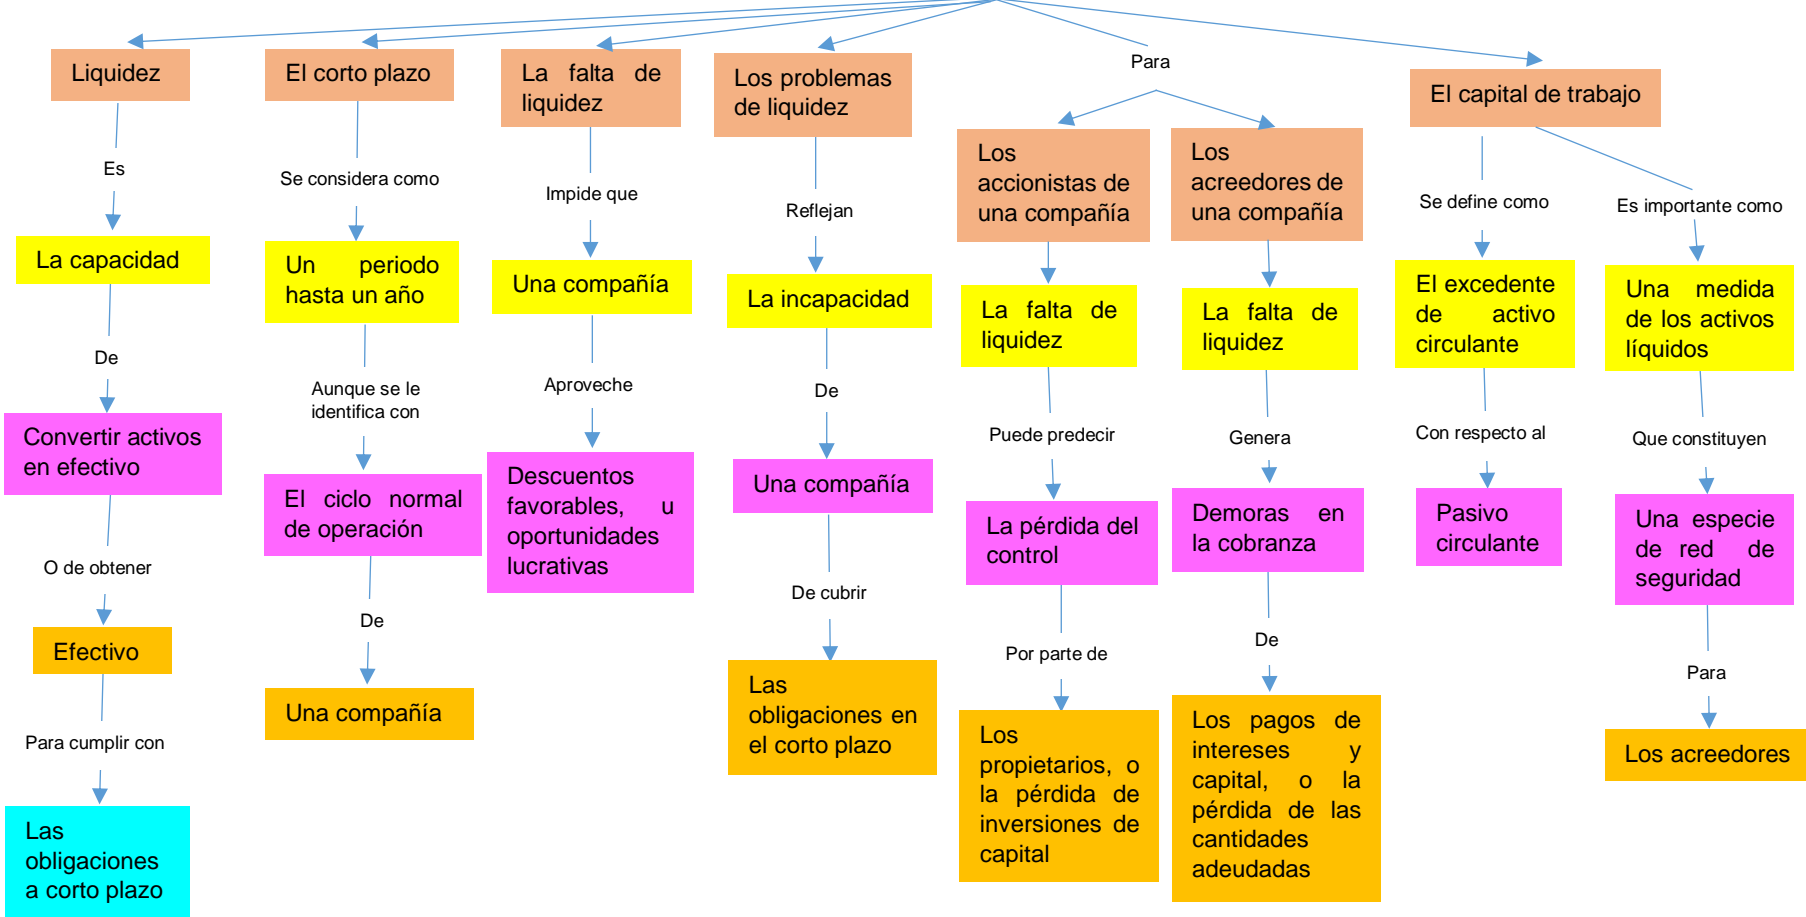 Liquidez
Es
La capacidad
De
Convertir activos
en efectivo
O de obtener
Efectivo
Para cumplir con
Las
obligaciones
a corto plazo
El corto plazo
Se considera como
Un periodo
hasta un año
Aunque se le
identifica con
El ciclo normal
de operación
De
Una compañía
La falta de
liquidez
Impide que
Una compañía
Aproveche
Descuentos
favorables, u
oportunidades
lucrativas
Los problemas
de liquidez
Reflejan
La incapacidad
De
Una compañía
De cubrir
Las
obligaciones en
el corto plazo
Para
Los
accionistas de
una compañía
La falta de
liquidez
Puede predecir
La pérdida del
control
Por parte de
Los
propietarios, o
la pérdida de
inversiones de
capital
Los
acreedores de
una compañía
La falta de
liquidez
Genera
Demoras en
la cobranza
De
Los pagos de
intereses y
capital, o la
pérdida de las
cantidades
adeudadas
El capital de trabajo
Se define como
El excedente
de activo
circulante
Con respecto al
Pasivo
circulante
Es importante como
Una medida
de los activos
líquidos
Que constituyen
Una especie
de red de
seguridad
Para
Los acreedores